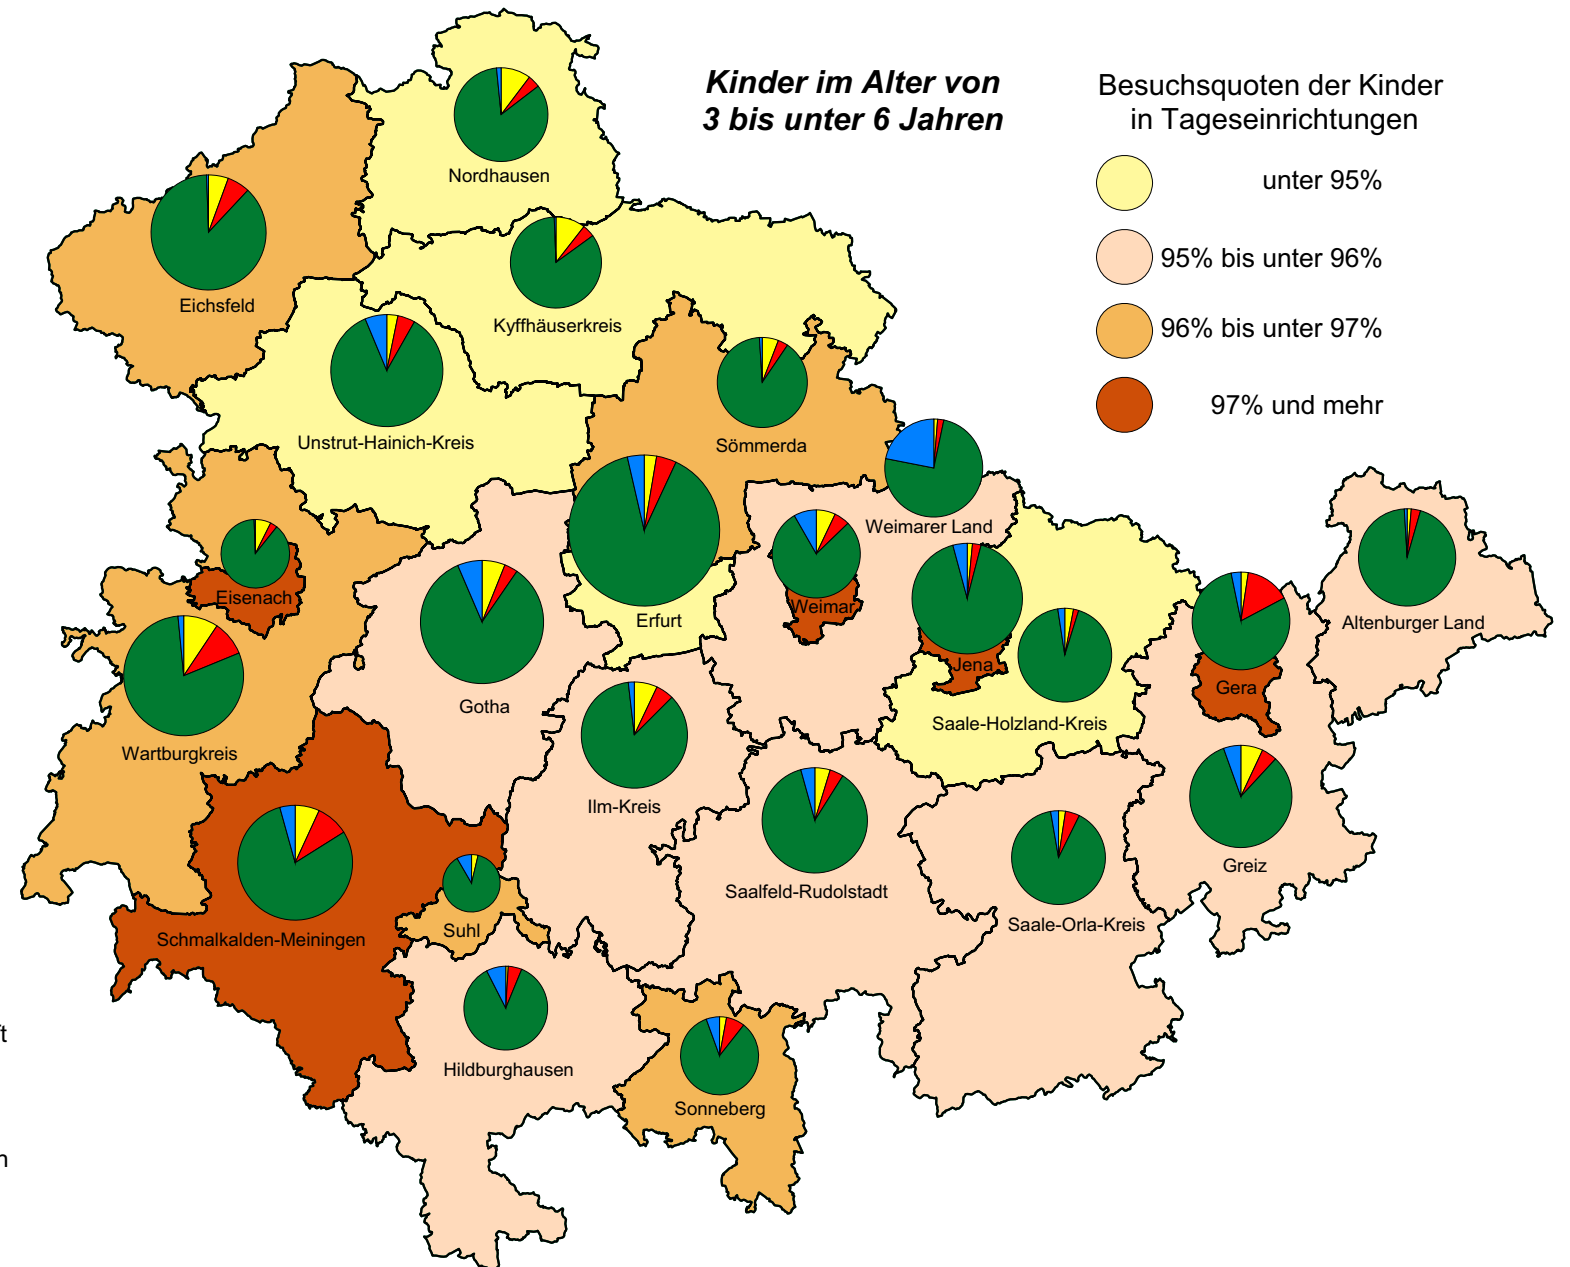 Kinder im Alter von
3 bis unter 6 Jahren
Besuchsquoten der Kinder
in Tageseinrichtungen
unter 95%
95% bis unter 96%
96% bis unter 97%
97% und mehr
Nordhausen
Eichsfeld
Kyffhäuserkreis
Unstrut-Hainich-Kreis
Sömmerda
Weimarer Land
Eisenach
Weimar
Erfurt
Altenburger Land
Jena
Gera
Gotha
Saale-Holzland-Kreis
Wartburgkreis
Ilm-Kreis
Greiz
Saalfeld-Rudolstadt
Saale-Orla-Kreis
Suhl
Schmalkalden-Meiningen
Hildburghausen
Sonneberg